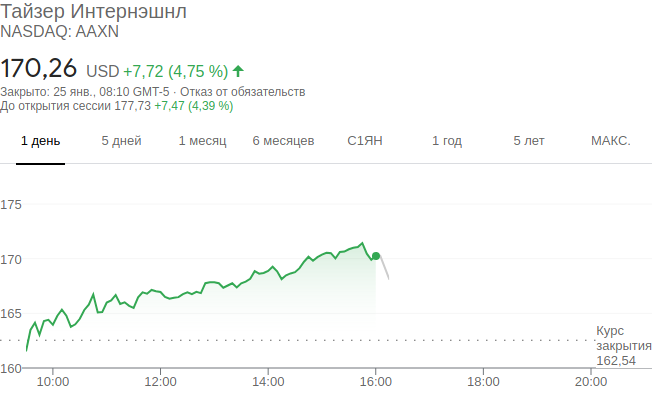 Тайзер Интернэшнл
NASDAQ: AAXN
170,26 USD +7,72 (4,75 %)
Закрыто: 25 янв., 08:10 GMT-5 · Отказ от обязательств
До открытия сессии 177,73 +7,47 (4,39 %)
1 день 5 дней 1 месяц 6 месяцев С1ЯН 1 год 5 лет МАКС.
175
170
165
Курс
закрытия
162,54
160
10:00 12:00 14:00 16:00 18:00 20:00